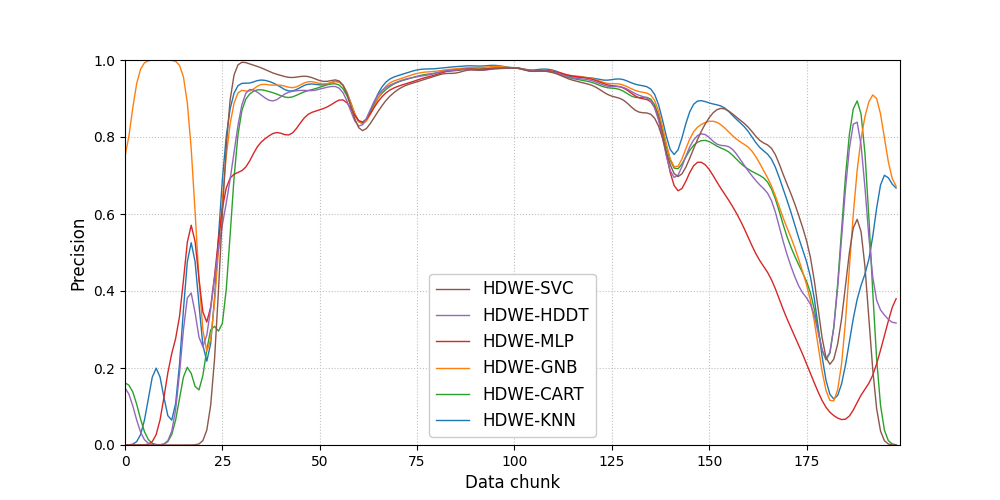 1.0
0.8
0.6
0.4
0.2
0.0
Precision
HDWE-SVC
HDWE-HDDT
HDWE-MLP
HDWE-GNB
HDWE-CART
HDWE-KNN
0 25 50 75 100 125 150 175
Data chunk